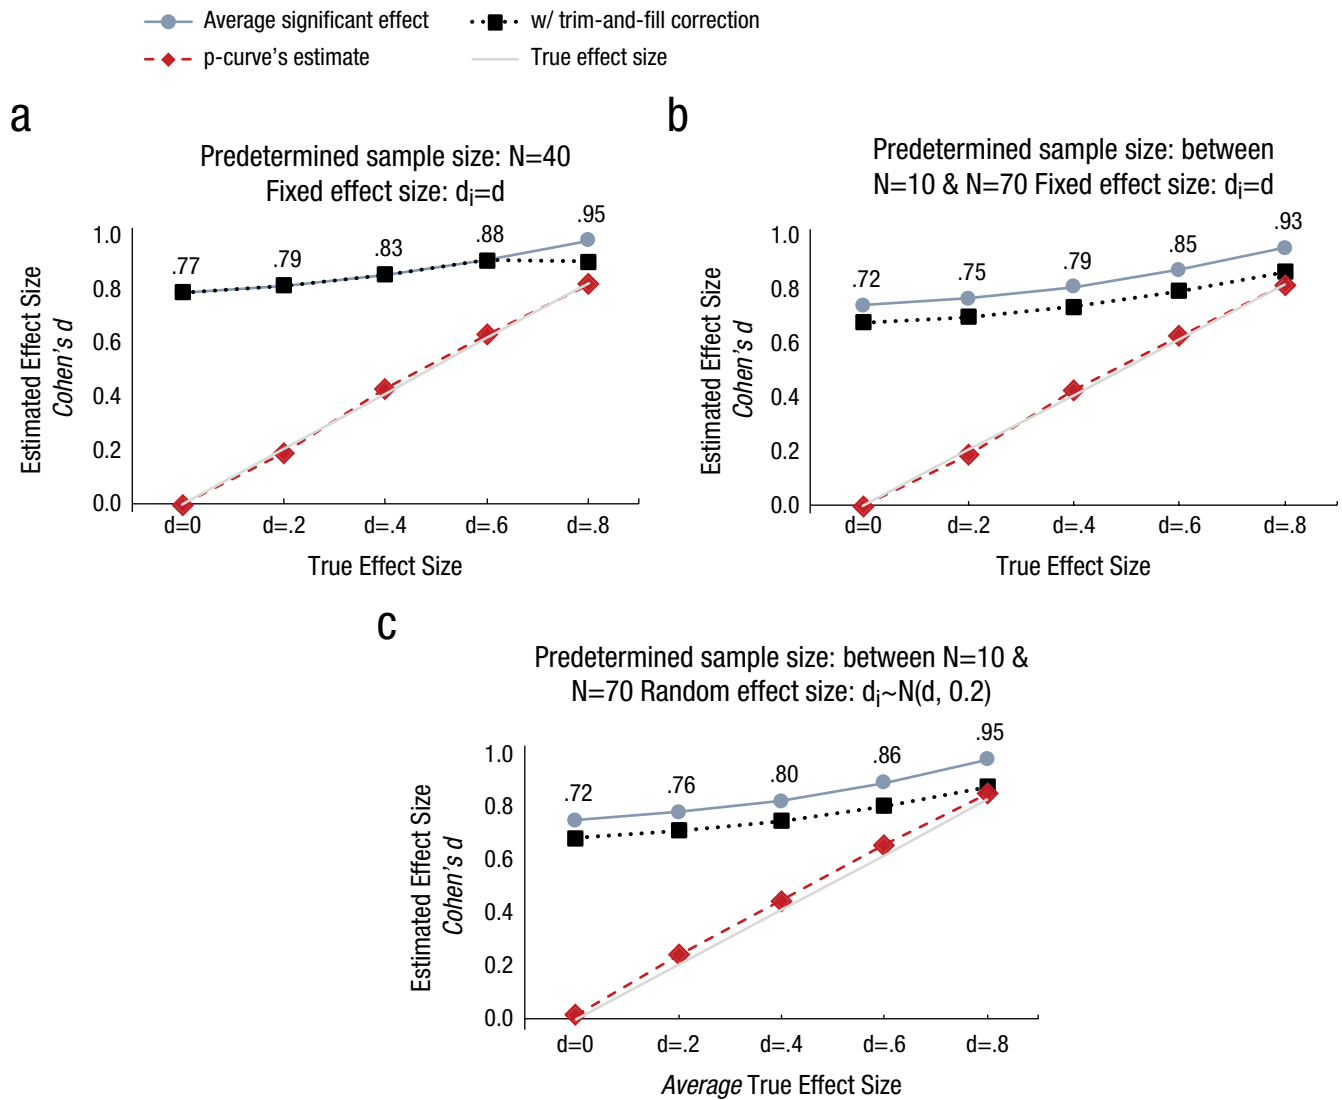 Average significant effect
w/ trim-and-fill correction
p-curve's estimate
True effect size
a
Predetermined sample size: N=40
Fixed effect size: dᵢ=d
Estimated Effect Size
Cohen's d
1.0
0.8
0.6
0.4
0.2
0.0
.77
.79
.83
.88
.95
d=0
d=.2
d=.4
d=.6
d=.8
True Effect Size
b
Predetermined sample size: between
N=10 & N=70 Fixed effect size: dᵢ=d
Estimated Effect Size
Cohen's d
1.0
0.8
0.6
0.4
0.2
0.0
.72
.75
.79
.85
.93
d=0
d=.2
d=.4
d=.6
d=.8
True Effect Size
c
Predetermined sample size: between N=10 &
N=70 Random effect size: dᵢ~N(d, 0.2)
Estimated Effect Size
Cohen's d
1.0
0.8
0.6
0.4
0.2
0.0
.72
.76
.80
.86
.95
d=0
d=.2
d=.4
d=.6
d=.8
Average True Effect Size